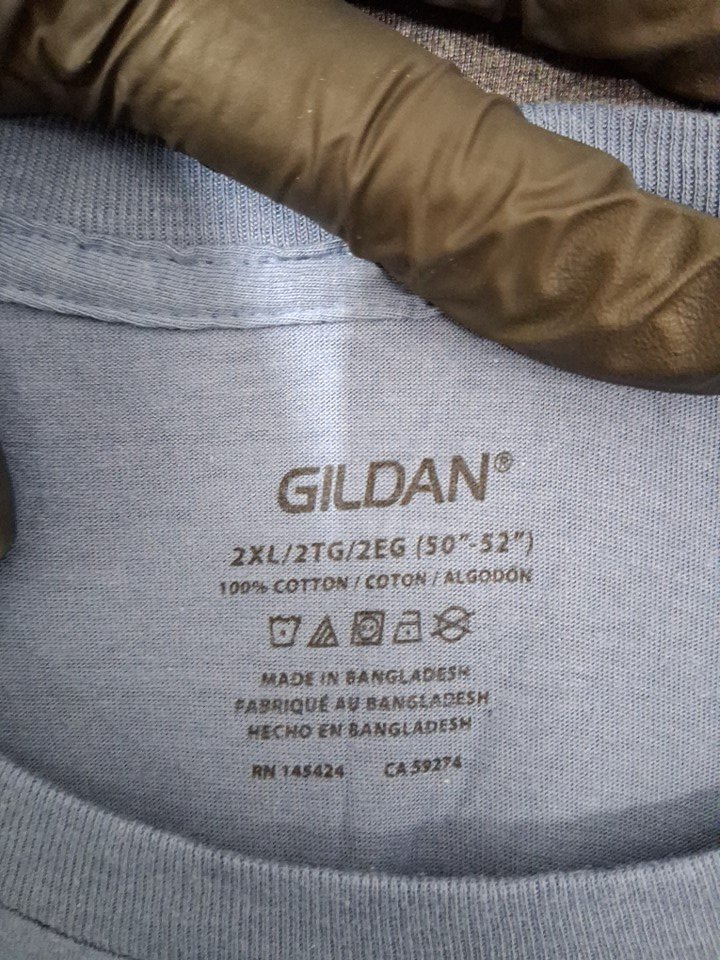 GILDAN®
2XL/2TG/2EG (50”-52”)
100% COTTON / COTON / ALGODÓN
MADE IN BANGLADESH
FABRIQUÉ AU BANGLADESH
HECHO EN BANGLADESH
RN 145424 CA 59274